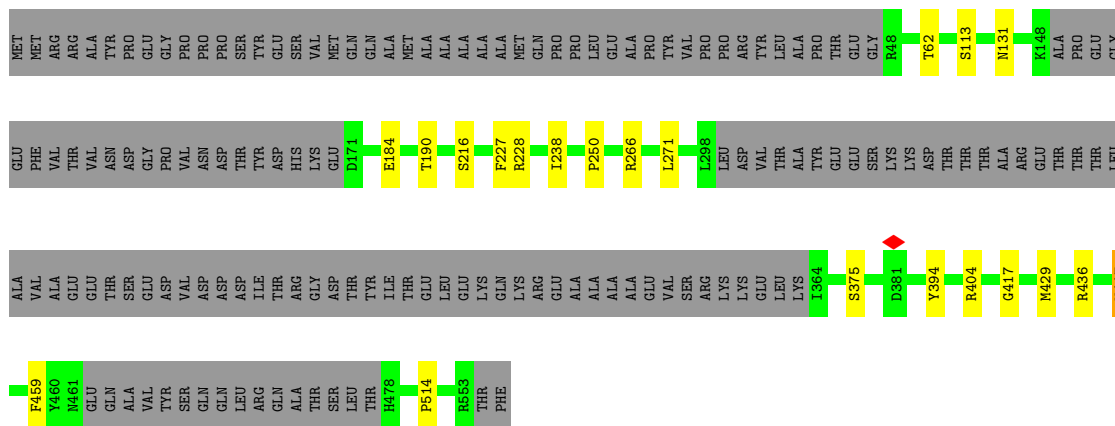 MET MET ARG ARG ALA TYR PRO GLU GLY PRO PRO PRO SER TYR GLU SER VAL MET GLN GLN ALA MET ALA ALA ALA ALA ALA MET GLN PRO PRO LEU GLU ALA PRO TYR VAL PRO PRO ARG TYR LEU ALA PRO THR GLU GLY R48 T62 S113 N131 K148 ALA PRO GLU GLY
GLU PHE VAL THR VAL ASN ASP GLY PRO VAL ASN ASP THR TYR ASP HIS LYS GLU D171 E184 T190 S216 F227 R228 I238 P250 R266 L271 L298 LEU ASP VAL THR ALA TYR GLU GLU SER LYS LYS ASP THR THR THR ALA ARG GLU THR THR THR LEU
ALA VAL ALA GLU GLU THR SER GLU ASP VAL ASP ASP ASP ILE THR ARG GLY ASP THR TYR ILE THR GLU LEU GLU LYS GLN LYS ARG GLU ALA ALA ALA ALA GLU VAL SER ARG LYS LYS GLU LEU LYS I364 S375 D381 Y394 R404 G417 M429 R436
F459 Y460 N461 GLU GLN ALA VAL TYR SER GLN GLN LEU ARG GLN ALA THR SER LEU THR H478 P514 R553 THR PHE